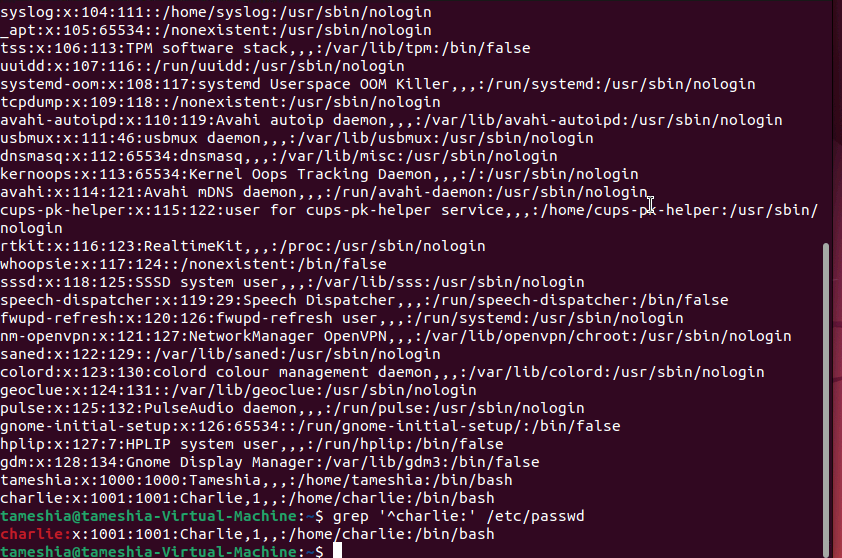 syslog:x:104:111::/home/syslog:/usr/sbin/nologin
_apt:x:105:65534::/nonexistent:/usr/sbin/nologin
tss:x:106:113:TPM software stack,,,:/var/lib/tpm:/bin/false
uuidd:x:107:116::/run/uuidd:/usr/sbin/nologin
systemd-oom:x:108:117:systemd Userspace OOM Killer,,,:/run/systemd:/usr/sbin/nologin
tcpdump:x:109:118::/nonexistent:/usr/sbin/nologin
avahi-autoipd:x:110:119:Avahi autoip daemon,,,:/var/lib/avahi-autoipd:/usr/sbin/nologin
usbmux:x:111:46:usbmux daemon,,,:/var/lib/usbmux:/usr/sbin/nologin
dnsmasq:x:112:65534:dnsmasq,,,:/var/lib/misc:/usr/sbin/nologin
kernoops:x:113:65534:Kernel Oops Tracking Daemon,,,:/:/usr/sbin/nologin
avahi:x:114:121:Avahi mDNS daemon,,,:/run/avahi-daemon:/usr/sbin/nologin
cups-pk-helper:x:115:122:user for cups-pk-helper service,,,:/home/cups-pk-helper:/usr/sbin/
nologin
rtkit:x:116:123:RealtimeKit,,,:/proc:/usr/sbin/nologin
whoopsie:x:117:124::/nonexistent:/bin/false
sssd:x:118:125:SSSD system user,,,:/var/lib/sss:/usr/sbin/nologin
speech-dispatcher:x:119:29:Speech Dispatcher,,,:/run/speech-dispatcher:/bin/false
fwupd-refresh:x:120:126:fwupd-refresh user,,,:/run/systemd:/usr/sbin/nologin
nm-openvpn:x:121:127:NetworkManager OpenVPN,,,:/var/lib/openvpn/chroot:/usr/sbin/nologin
saned:x:122:129::/var/lib/saned:/usr/sbin/nologin
colord:x:123:130:colord colour management daemon,,,:/var/lib/colord:/usr/sbin/nologin
geoclue:x:124:131::/var/lib/geoclue:/usr/sbin/nologin
pulse:x:125:132:PulseAudio daemon,,,:/run/pulse:/usr/sbin/nologin
gnome-initial-setup:x:126:65534::/run/gnome-initial-setup/:/bin/false
hplip:x:127:7:HPLIP system user,,,:/run/hplip:/bin/false
gdm:x:128:134:Gnome Display Manager:/var/lib/gdm3:/bin/false
tameshia:x:1000:1000:Tameshia,,,:/home/tameshia:/bin/bash
charlie:x:1001:1001:Charlie,1,,:/home/charlie:/bin/bash
tameshia@tameshia-Virtual-Machine:~$ grep '^charlie:' /etc/passwd
charlie:x:1001:1001:Charlie,1,,:/home/charlie:/bin/bash
tameshia@tameshia-Virtual-Machine:~$